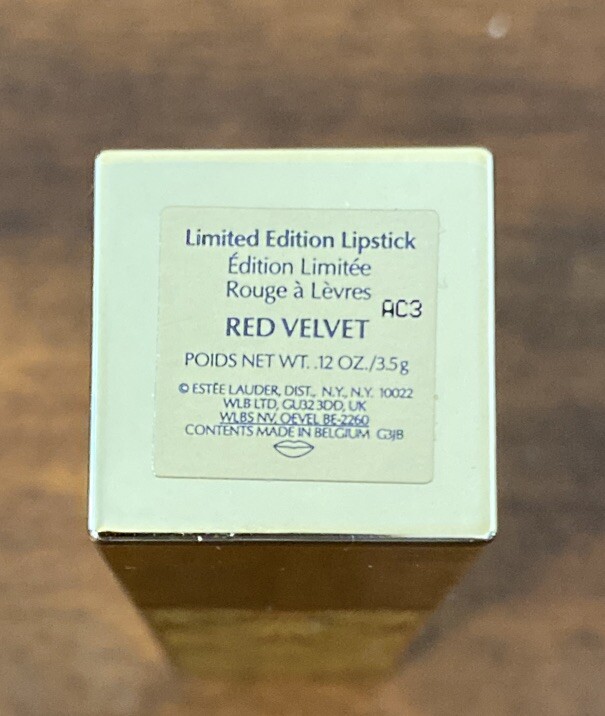 Limited Edition Lipstick
Édition Limitée
Rouge à Lèvres
AC3
RED VELVET
POIDS NET WT. .12 OZ./3.5g
© ESTĒE LAUDER, DIST., N.Y., N.Y. 10022
WLB LTD, GU32 3DD, UK
WLBS NV, OEVEL BE-2260
CONTENTS MADE IN BELGIUM G3JB